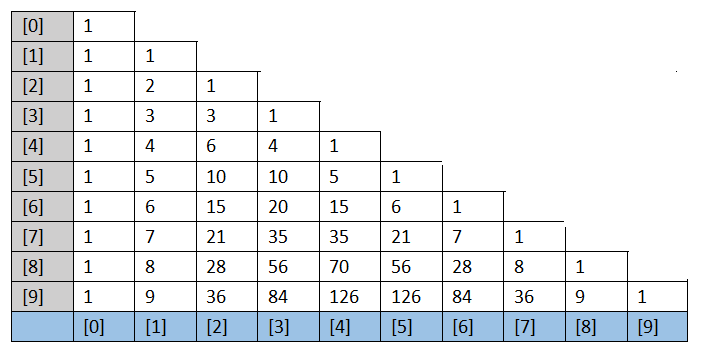 [0] 1
[1] 1 1
[2] 1 2 1
[3] 1 3 3 1
[4] 1 4 6 4 1
[5] 1 5 10 10 5 1
[6] 1 6 15 20 15 6 1
[7] 1 7 21 35 35 21 7 1
[8] 1 8 28 56 70 56 28 8 1
[9] 1 9 36 84 126 126 84 36 9 1
[0] [1] [2] [3] [4] [5] [6] [7] [8] [9]